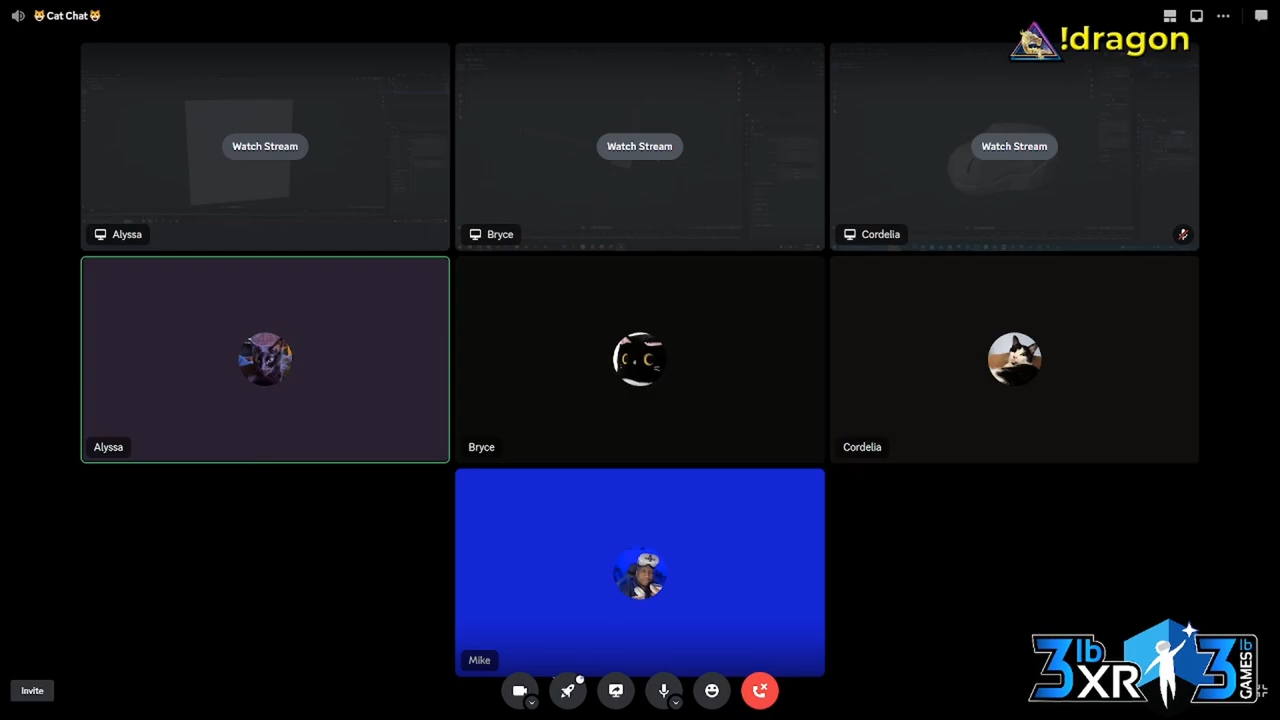 😺Cat Chat😺
!dragon
Watch Stream
Watch Stream
Watch Stream
Alyssa
Bryce
Cordelia
Alyssa
Bryce
Cordelia
Mike
Invite
3lb XR
3lb GAMES